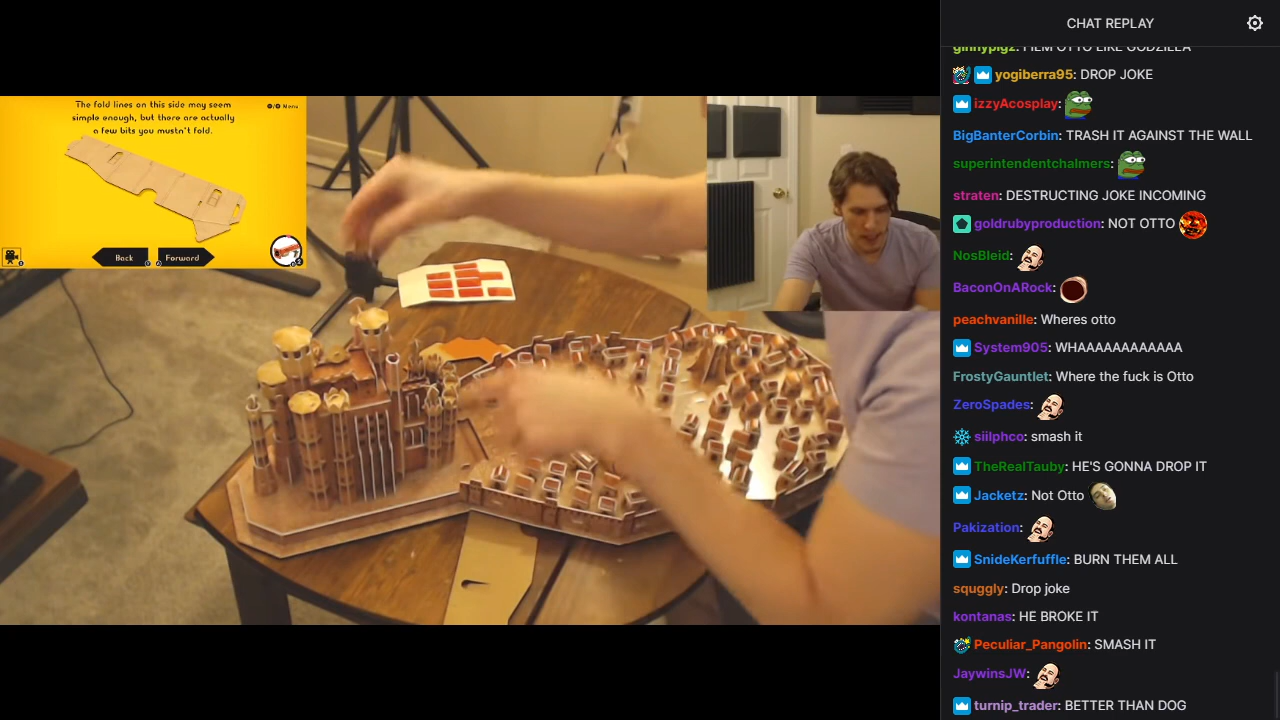 The fold lines on this side may seem
simple enough, but there are actually
a few bits you mustn't fold.
Menu
Back
Forward
CHAT REPLAY
ginnypigz: FILM OTTO LIKE GODZILLA
yogiberra95: DROP JOKE
izzyAcosplay:
BigBanterCorbin: TRASH IT AGAINST THE WALL
superintendentchalmers:
straten: DESTRUCTING JOKE INCOMING
goldrubyproduction: NOT OTTO
NosBleid:
BaconOnARock:
peachvanille: Wheres otto
System905: WHAAAAAAAAAAAA
FrostyGauntlet: Where the fuck is Otto
ZeroSpades:
siilphco: smash it
TheRealTauby: HE'S GONNA DROP IT
Jacketz: Not Otto
Pakization:
SnideKerfuffle: BURN THEM ALL
squggly: Drop joke
kontanas: HE BROKE IT
Peculiar_Pangolin: SMASH IT
JaywinsJW:
turnip_trader: BETTER THAN DOG